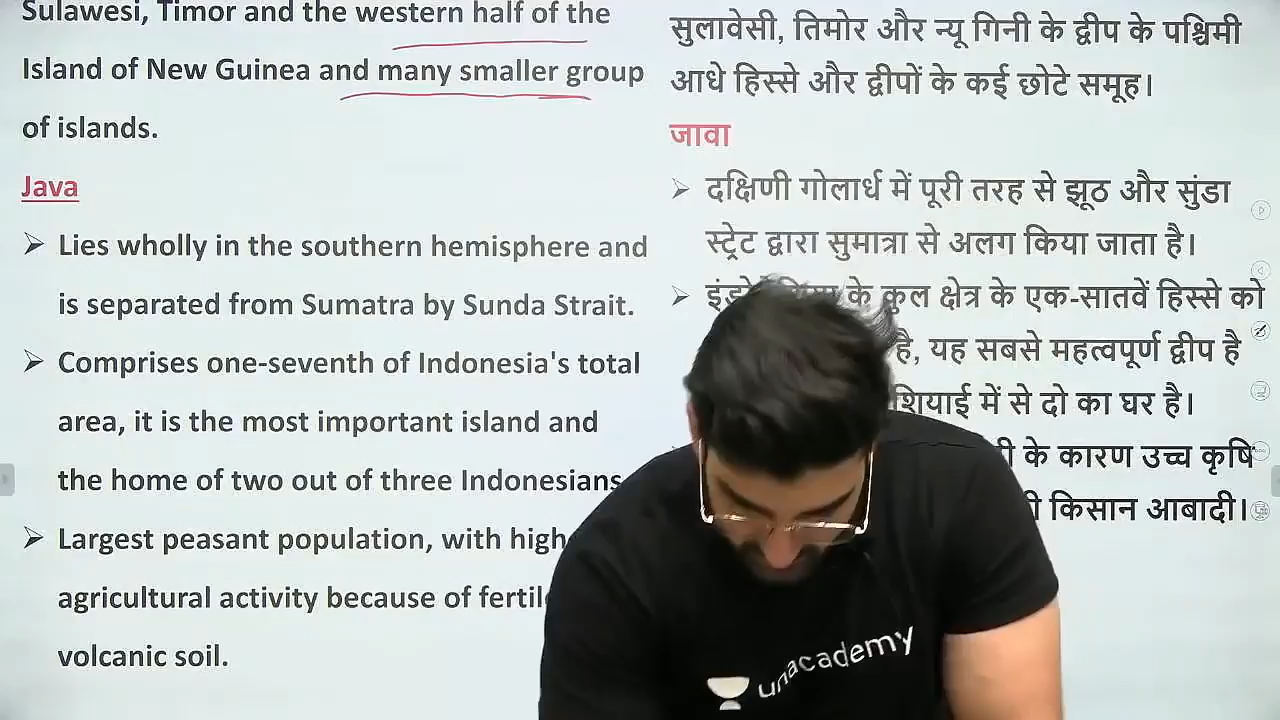 Sulawesi, Timor and the western half of the
Island of New Guinea and many smaller group
of islands.
Java
➢ Lies wholly in the southern hemisphere and
is separated from Sumatra by Sunda Strait.
➢ Comprises one-seventh of Indonesia's total
area, it is the most important island and
the home of two out of three Indonesians
➢ Largest peasant population, with high
agricultural activity because of
volcanic soil.
सुलावेसी, तिमोर और न्यू गिनी के द्वीप के पश्चिमी
आधे हिस्से और द्वीपों के कई छोटे समूह।
जावा
➢ दक्षिणी गोलार्ध में पूरी तरह से झूठ और सुंडा
स्ट्रेट द्वारा सुमात्रा से अलग किया जाता है।
➢ के कुल क्षेत्र के एक-सातवें हिस्से को
है, यह सबसे महत्वपूर्ण द्वीप है
में से दो का घर है।
के कारण उच्च कृषि
किसान आबादी।
unacademy